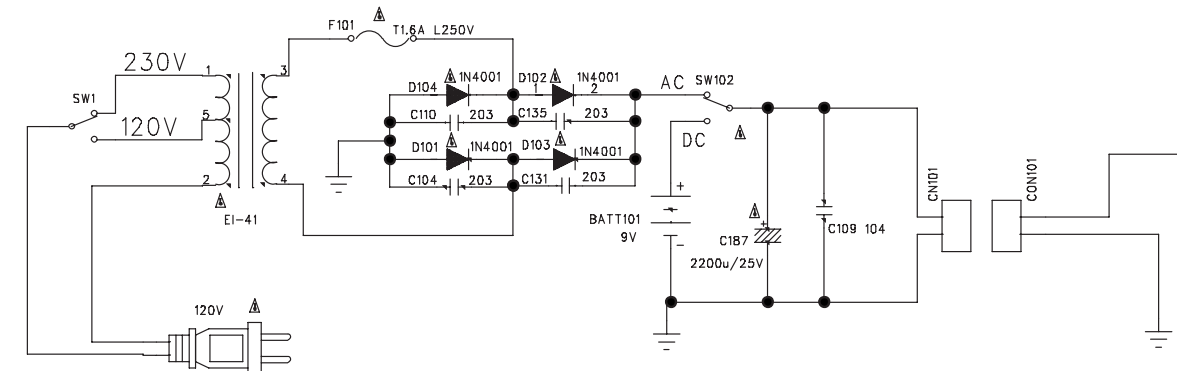 F101 T1.6A L250V
230V
1
3
D104 1N4001 D102 1 1N4001 2
AC SW102
SW1
5
C110 203 C135 203
120V
DC
D101 1N4001 D103 1N4001
2
4
C104 203 C131 203
CN101
CON101
EI-41
+
BATT101
9V
-
+
C187
2200u/25V
C109 104
120V